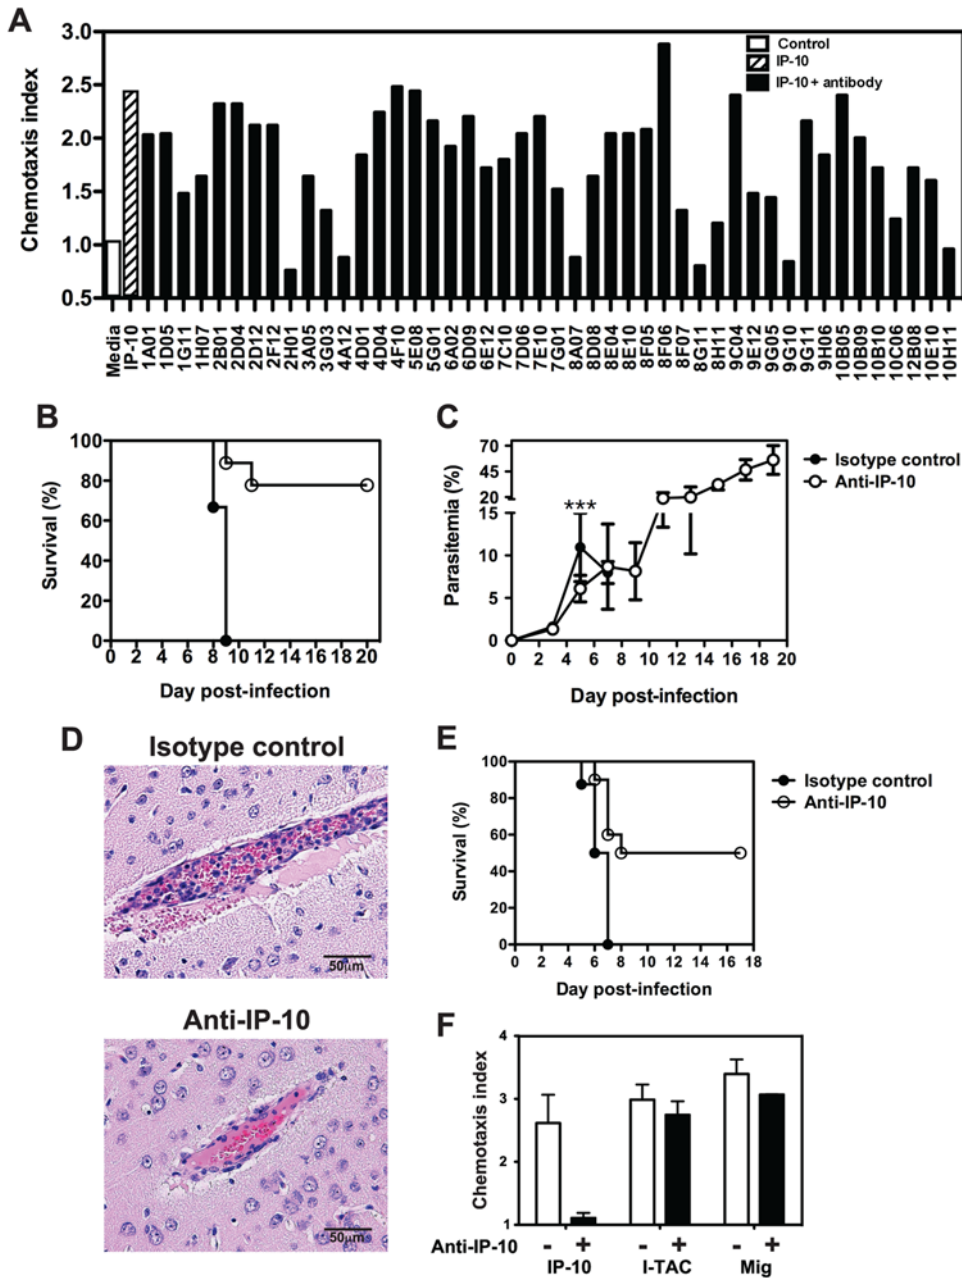 A
Chemotaxis index
3.0
2.5
2.0
1.5
1.0
0.5
Control
IP-10
IP-10 + antibody
Media
IP-10
1A01
1D05
1G11
1H07
2B01
2D04
2D12
2F12
2H01
3A05
3G03
4A12
4D01
4D04
4F10
5E08
5G01
6A02
6D09
6E12
7C10
7D06
7E10
7G01
8A07
8D08
8E04
8E10
8F05
8F06
8F07
8G11
8H11
9C04
9E12
9G05
9G10
9G11
9H06
10B05
10B09
10B10
10C06
12B08
10E10
10H11
B
Survival (%)
100
80
60
40
20
0
0 2 4 6 8 10 12 14 16 18 20
Day post-infection
C
Parasitemia (%)
70
45
20
15
10
5
0
***
0 2 4 6 8 10 12 14 16 18 20
Day post-infection
Isotype control
Anti-IP-10
D
Isotype control
50µm
Anti-IP-10
50µm
E
Survival (%)
100
80
60
40
20
0
0 2 4 6 8 10 12 14 16 18
Day post-infection
Isotype control
Anti-IP-10
F
Chemotaxis index
4
3
2
1
Anti-IP-10 - + - + - +
IP-10 I-TAC Mig